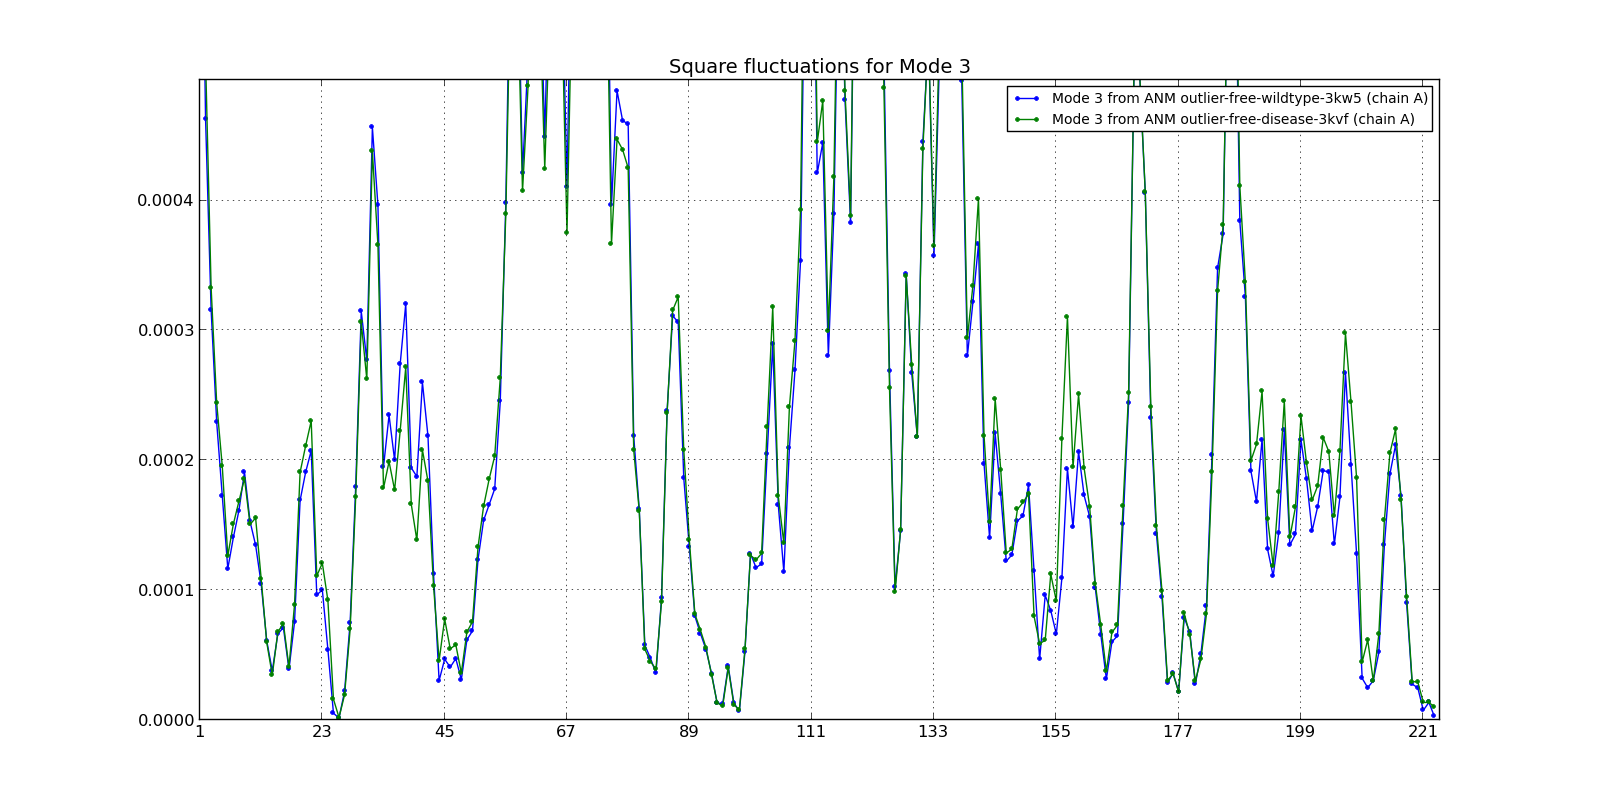 Square fluctuations for Mode 3
Mode 3 from ANM outlier-free-wildtype-3kw5 (chain A)
Mode 3 from ANM outlier-free-disease-3kvf (chain A)
0.0004
0.0003
0.0002
0.0001
0.0000
1 23 45 67 89 111 133 155 177 199 221